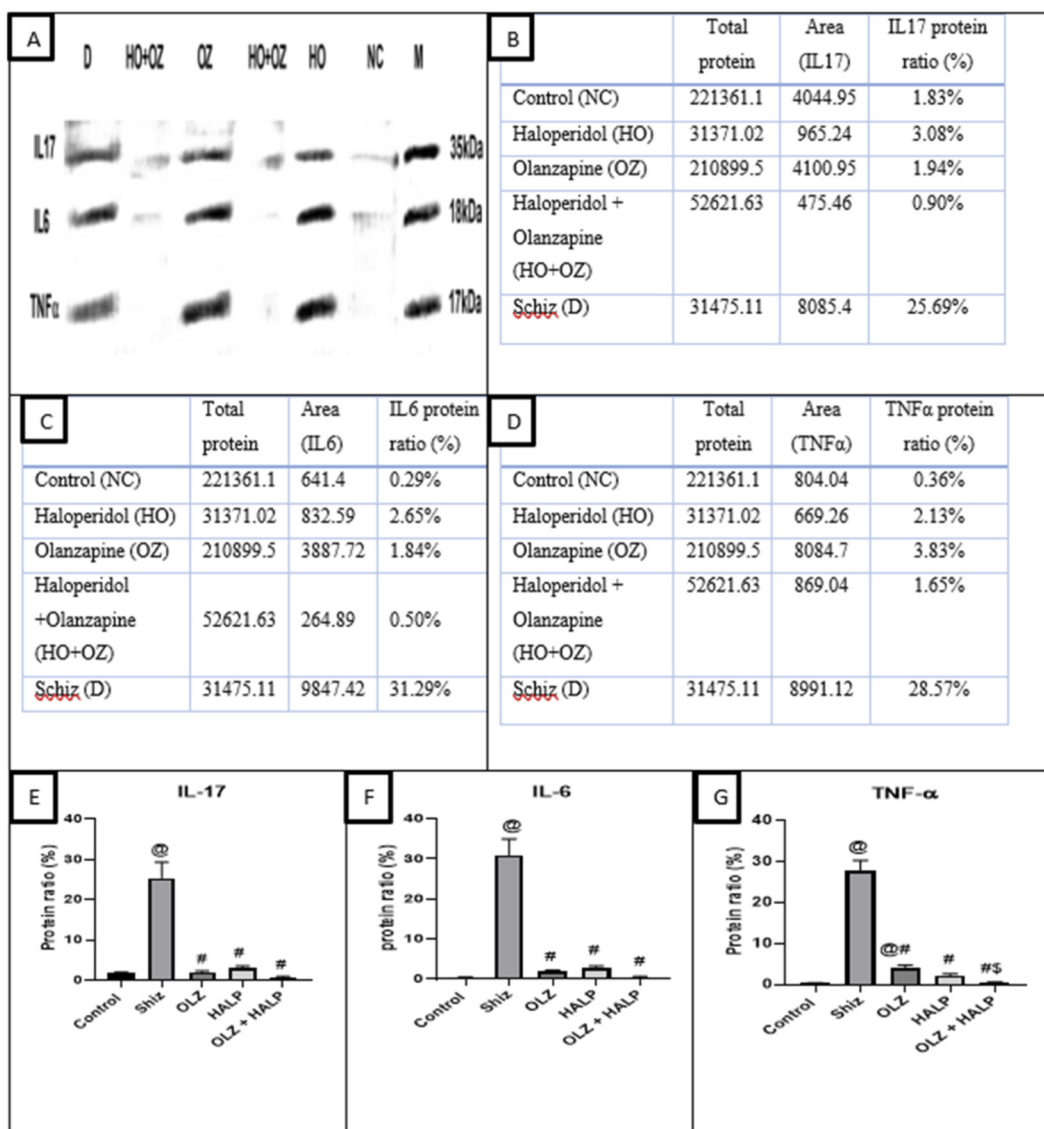 A
D HO+OZ OZ HO+OZ HO NC M
IL17 35kDa
IL6 18kDa
TNFα 17kDa
B
Total protein Area (IL17) IL17 protein ratio (%)
Control (NC) 221361.1 4044.95 1.83%
Haloperidol (HO) 31371.02 965.24 3.08%
Olanzapine (OZ) 210899.5 4100.95 1.94%
Haloperidol + 52621.63 475.46 0.90%
Olanzapine
(HO+OZ)
Schiz (D) 31475.11 8085.4 25.69%
C
Total protein Area (IL6) IL6 protein ratio (%)
Control (NC) 221361.1 641.4 0.29%
Haloperidol (HO) 31371.02 832.59 2.65%
Olanzapine (OZ) 210899.5 3887.72 1.84%
Haloperidol
+Olanzapine 52621.63 264.89 0.50%
(HO+OZ)
Schiz (D) 31475.11 9847.42 31.29%
D
Total protein Area (TNFα) TNFα protein ratio (%)
Control (NC) 221361.1 804.04 0.36%
Haloperidol (HO) 31371.02 669.26 2.13%
Olanzapine (OZ) 210899.5 8084.7 3.83%
Haloperidol + 52621.63 869.04 1.65%
Olanzapine
(HO+OZ)
Schiz (D) 31475.11 8991.12 28.57%
E
IL-17
Protein ratio (%)
40
30
20
10
0
@
#
#
#
Control
Shiz
OLZ
HALP
OLZ + HALP
F
IL-6
protein ratio (%)
40
30
20
10
0
@
#
#
#
Control
Shiz
OLZ
HALP
OLZ + HALP
G
TNF-α
Protein ratio (%)
40
30
20
10
0
@
@#
#
#$
Control
Shiz
OLZ
HALP
OLZ + HALP